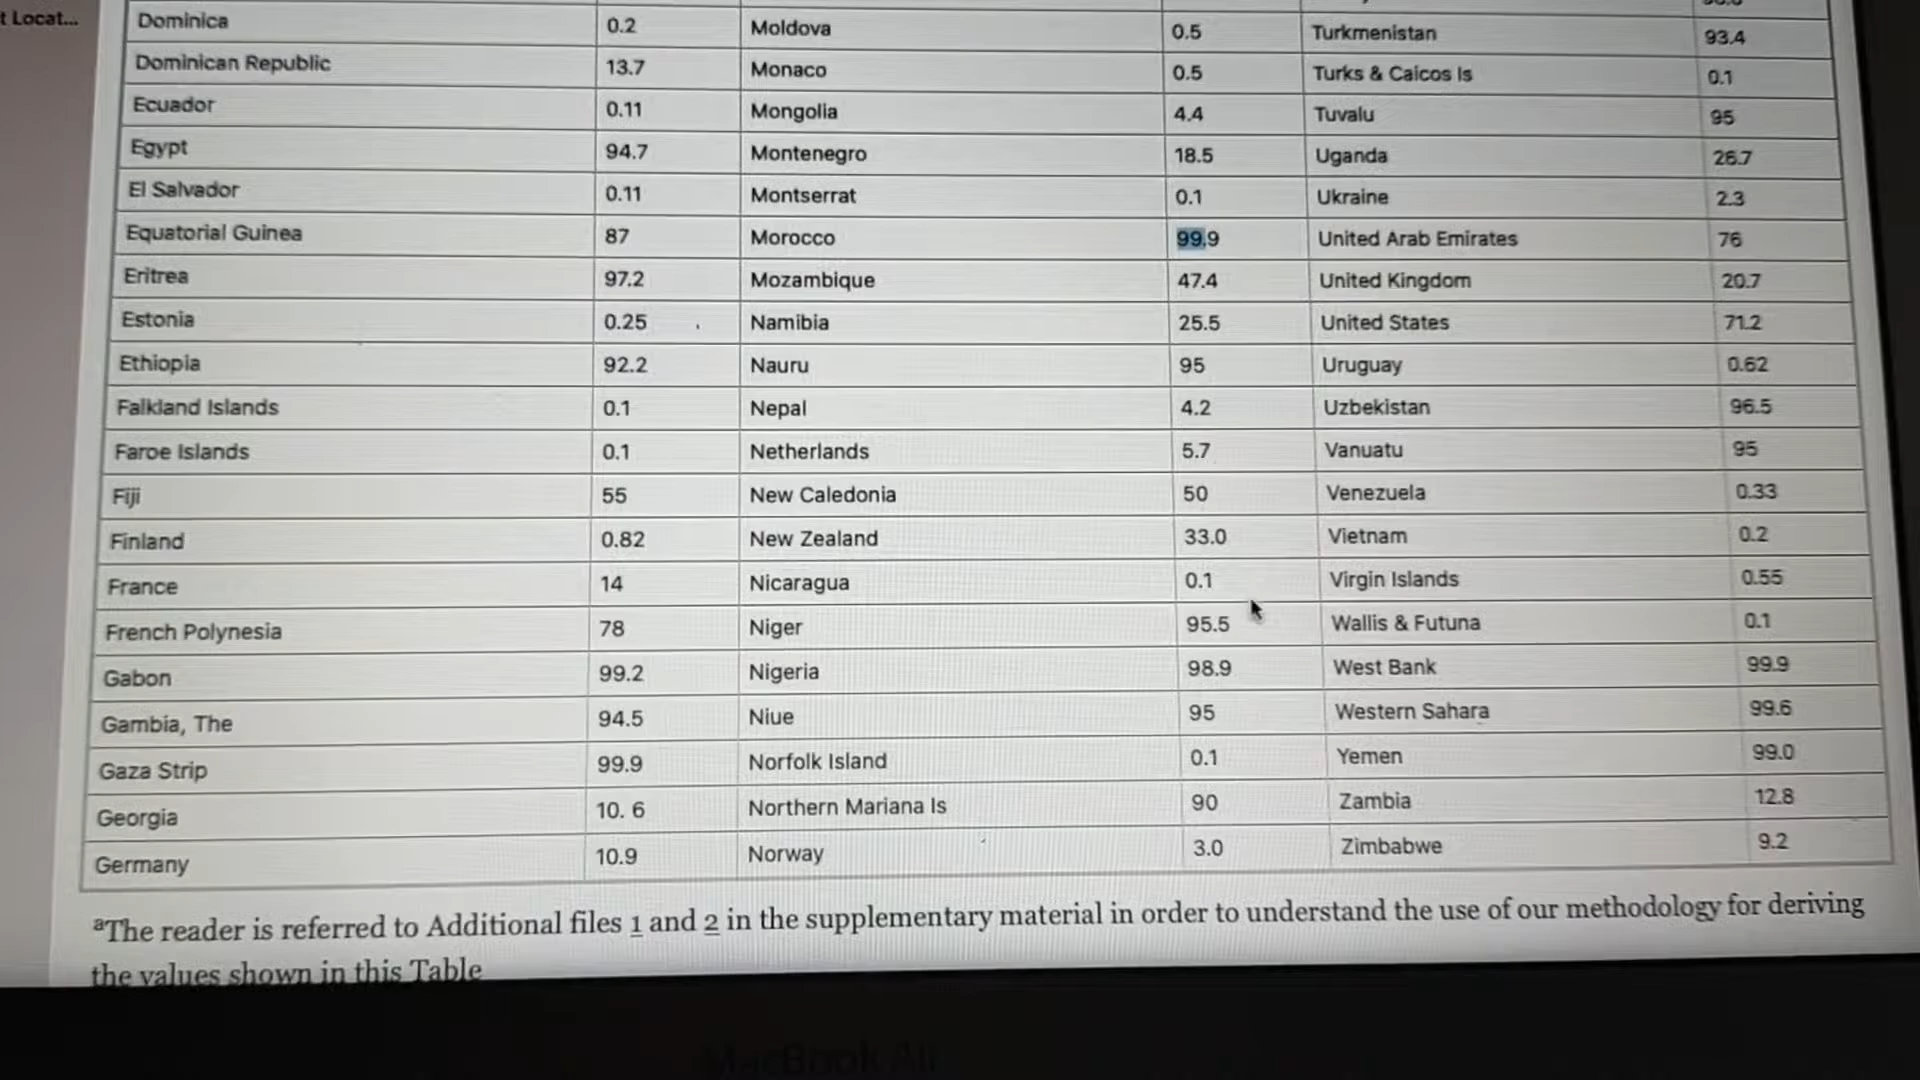 t Locat...
Dominica 0.2 Moldova 0.5 Turkmenistan 93.4
Dominican Republic 13.7 Monaco 0.5 Turks & Caicos Is 0.1
Ecuador 0.11 Mongolia 4.4 Tuvalu 95
Egypt 94.7 Montenegro 18.5 Uganda 26.7
El Salvador 0.11 Montserrat 0.1 Ukraine 2.3
Equatorial Guinea 87 Morocco 99.9 United Arab Emirates 76
Eritrea 97.2 Mozambique 47.4 United Kingdom 20.7
Estonia 0.25 Namibia 25.5 United States 71.2
Ethiopia 92.2 Nauru 95 Uruguay 0.62
Falkland Islands 0.1 Nepal 4.2 Uzbekistan 96.5
Faroe Islands 0.1 Netherlands 5.7 Vanuatu 95
Fiji 55 New Caledonia 50 Venezuela 0.33
Finland 0.82 New Zealand 33.0 Vietnam 0.2
France 14 Nicaragua 0.1 Virgin Islands 0.55
French Polynesia 78 Niger 95.5 Wallis & Futuna 0.1
Gabon 99.2 Nigeria 98.9 West Bank 99.9
Gambia, The 94.5 Niue 95 Western Sahara 99.6
Gaza Strip 99.9 Norfolk Island 0.1 Yemen 99.0
Georgia 10. 6 Northern Mariana Is 90 Zambia 12.8
Germany 10.9 Norway 3.0 Zimbabwe 9.2
aThe reader is referred to Additional files 1 and 2 in the supplementary material in order to understand the use of our methodology for deriving
the values shown in this Table
MacBook Air